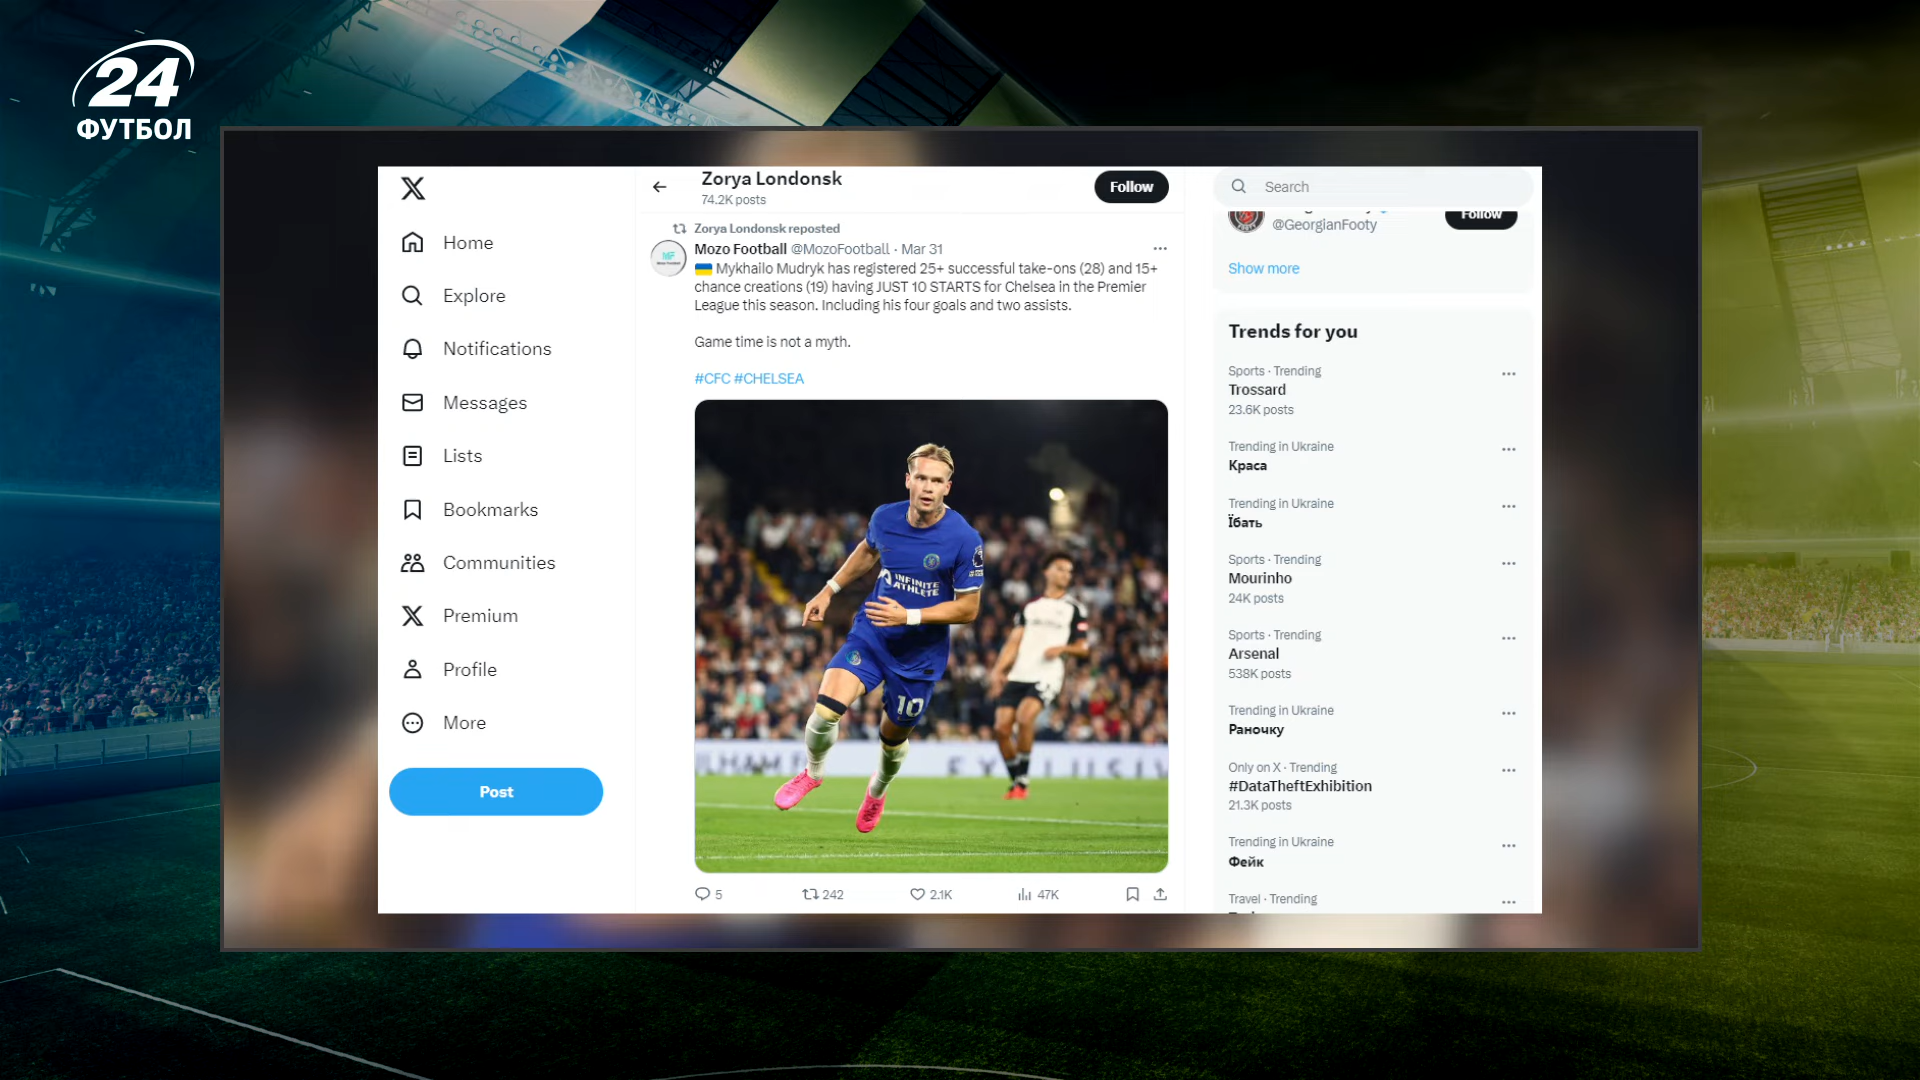 24
ФУТБОЛ
Home
Explore
Notifications
Messages
Lists
Bookmarks
Communities
Premium
Profile
More
Post
Zorya Londonsk
74.2K posts
Follow
Zorya Londonsk reposted
Mozo Football @MozoFootball · Mar 31
Mykhailo Mudryk has registered 25+ successful take-ons (28) and 15+
chance creations (19) having JUST 10 STARTS for Chelsea in the Premier
League this season. Including his four goals and two assists.
Game time is not a myth.
#CFC #CHELSEA
INFINITE
ATHLETE
10
5
242
2.1K
47K
Search
@GeorgianFooty
Follow
Show more
Trends for you
Sports · Trending
Trossard
23.6K posts
Trending in Ukraine
Краса
Trending in Ukraine
Їбать
Sports · Trending
Mourinho
24K posts
Sports · Trending
Arsenal
538K posts
Trending in Ukraine
Раночку
Only on X · Trending
#DataTheftExhibition
21.3K posts
Trending in Ukraine
Фейк
Travel · Trending